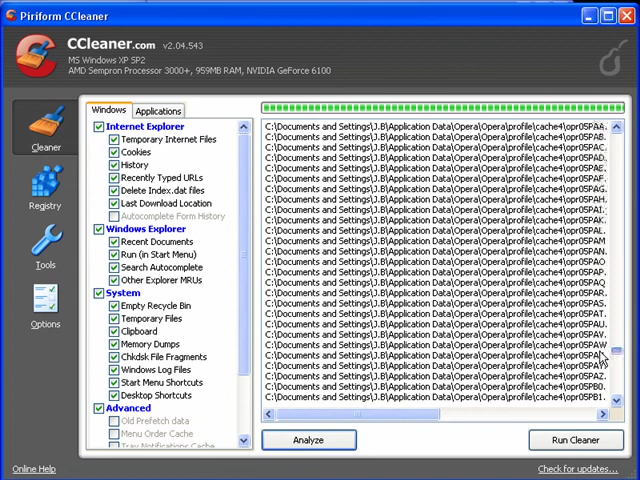 Piriform CCleaner
CCleaner.com v2.04.543
MS Windows XP SP2
AMD Sempron Processor 3000+, 959MB RAM, NVIDIA GeForce 6100
Cleaner
Registry
Tools
Options
Windows
Applications
Internet Explorer
Temporary Internet Files
Cookies
History
Recently Typed URLs
Delete Index.dat files
Last Download Location
Autocomplete Form History
Windows Explorer
Recent Documents
Run (in Start Menu)
Search Autocomplete
Other Explorer MRUs
System
Empty Recycle Bin
Temporary Files
Clipboard
Memory Dumps
Chkdsk File Fragments
Windows Log Files
Start Menu Shortcuts
Desktop Shortcuts
Advanced
Old Prefetch data
Menu Order Cache
Tray Notifications Cache
C:\Documents and Settings\J.B\Application Data\Opera\Opera\profile\cache4\opr05PAA.
C:\Documents and Settings\J.B\Application Data\Opera\Opera\profile\cache4\opr05PAB.
C:\Documents and Settings\J.B\Application Data\Opera\Opera\profile\cache4\opr05PAC.
C:\Documents and Settings\J.B\Application Data\Opera\Opera\profile\cache4\opr05PAD.
C:\Documents and Settings\J.B\Application Data\Opera\Opera\profile\cache4\opr05PAE.
C:\Documents and Settings\J.B\Application Data\Opera\Opera\profile\cache4\opr05PAF.
C:\Documents and Settings\J.B\Application Data\Opera\Opera\profile\cache4\opr05PAG.
C:\Documents and Settings\J.B\Application Data\Opera\Opera\profile\cache4\opr05PAH.
C:\Documents and Settings\J.B\Application Data\Opera\Opera\profile\cache4\opr05PAI.
C:\Documents and Settings\J.B\Application Data\Opera\Opera\profile\cache4\opr05PAK.
C:\Documents and Settings\J.B\Application Data\Opera\Opera\profile\cache4\opr05PAL.
C:\Documents and Settings\J.B\Application Data\Opera\Opera\profile\cache4\opr05PAM
C:\Documents and Settings\J.B\Application Data\Opera\Opera\profile\cache4\opr05PAN.
C:\Documents and Settings\J.B\Application Data\Opera\Opera\profile\cache4\opr05PAO
C:\Documents and Settings\J.B\Application Data\Opera\Opera\profile\cache4\opr05PAP.
C:\Documents and Settings\J.B\Application Data\Opera\Opera\profile\cache4\opr05PAQ
C:\Documents and Settings\J.B\Application Data\Opera\Opera\profile\cache4\opr05PAR.
C:\Documents and Settings\J.B\Application Data\Opera\Opera\profile\cache4\opr05PAS.
C:\Documents and Settings\J.B\Application Data\Opera\Opera\profile\cache4\opr05PAT.
C:\Documents and Settings\J.B\Application Data\Opera\Opera\profile\cache4\opr05PAU.
C:\Documents and Settings\J.B\Application Data\Opera\Opera\profile\cache4\opr05PAV.
C:\Documents and Settings\J.B\Application Data\Opera\Opera\profile\cache4\opr05PAW
C:\Documents and Settings\J.B\Application Data\Opera\Opera\profile\cache4\
C:\Documents and Settings\J.B\Application Data\Opera\Opera\profile\cache4\
C:\Documents and Settings\J.B\Application Data\Opera\Opera\profile\cache4\opr05PAZ.
C:\Documents and Settings\J.B\Application Data\Opera\Opera\profile\cache4\opr05PB0.
C:\Documents and Settings\J.B\Application Data\Opera\Opera\profile\cache4\opr05PB1.
Analyze
Run Cleaner
Online Help
Check for updates...